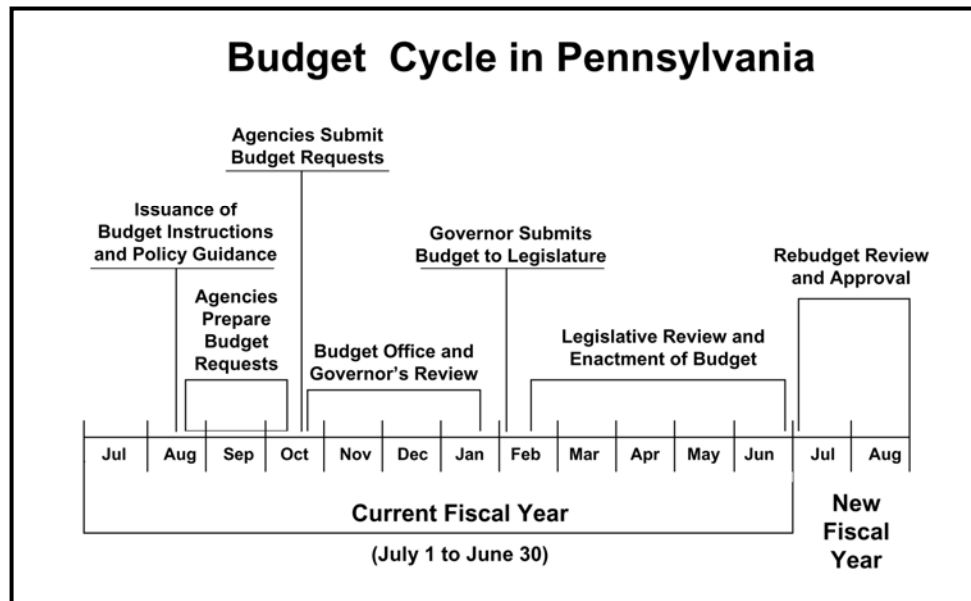 Budget Cycle in Pennsylvania
Agencies Submit
Budget Requests
Issuance of
Budget Instructions
and Policy Guidance
Governor Submits
Budget to Legislature
Rebudget Review
and Approval
Agencies
Prepare
Budget
Requests
Budget Office and
Governor's Review
Legislative Review and
Enactment of Budget
Jul Aug Sep Oct Nov Dec Jan Feb Mar Apr May Jun Jul Aug
Current Fiscal Year
(July 1 to June 30)
New
Fiscal
Year